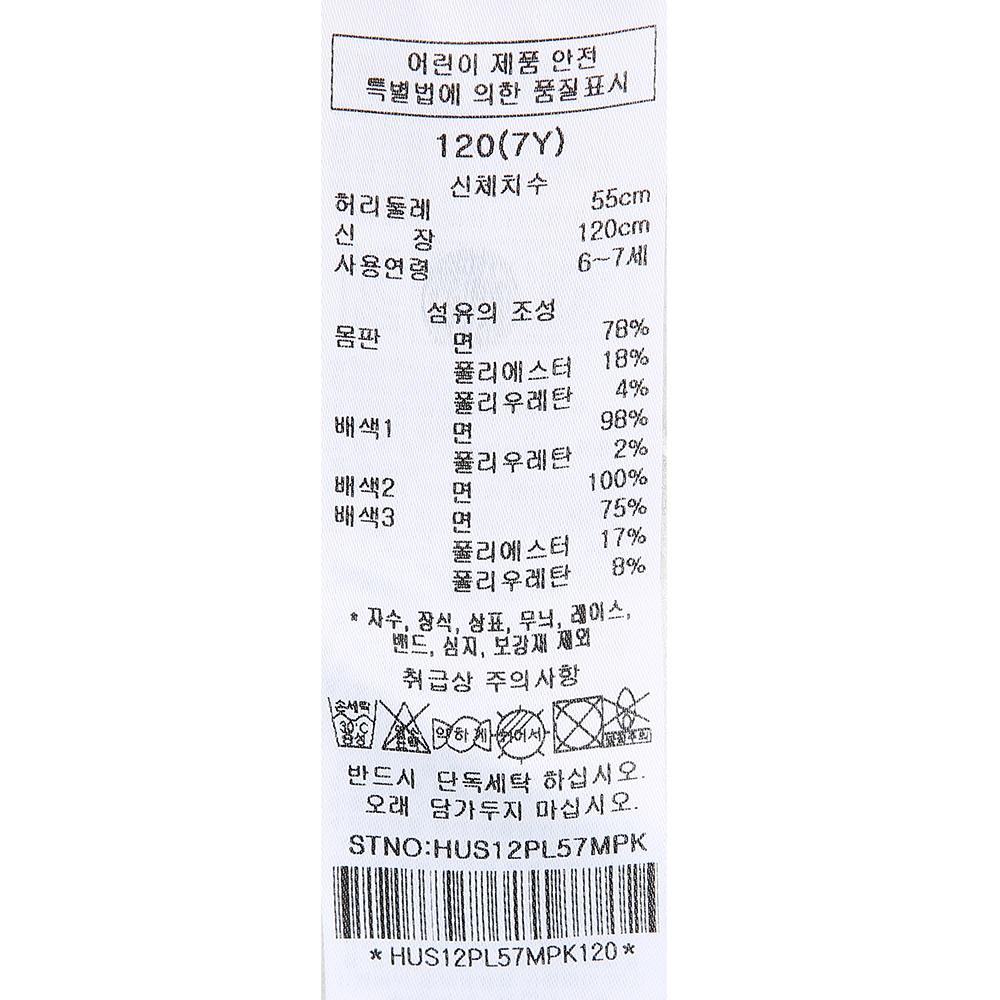 어린이 제품 안전
특별법에 의한 품질표시
120(7Y)
신체치수
허리둘레 55cm
신 장 120cm
사용연령 6~7세
섬유의 조성
몸판 면 78%
폴리에스터 18%
폴리우레탄 4%
배색1 면 98%
폴리우레탄 2%
배색2 면 100%
배색3 면 75%
폴리에스터 17%
폴리우레탄 8%
* 자수, 장식, 상표, 무늬, 레이스,
밴드, 심지, 보강재 제외
취급상 주의사항
손세탁
30℃
중성
염소
표백
약하게
뉘어서
반드시 단독세탁 하십시오.
오래 담가두지 마십시오.
STNO:HUS12PL57MPK
*HUS12PL57MPK120*